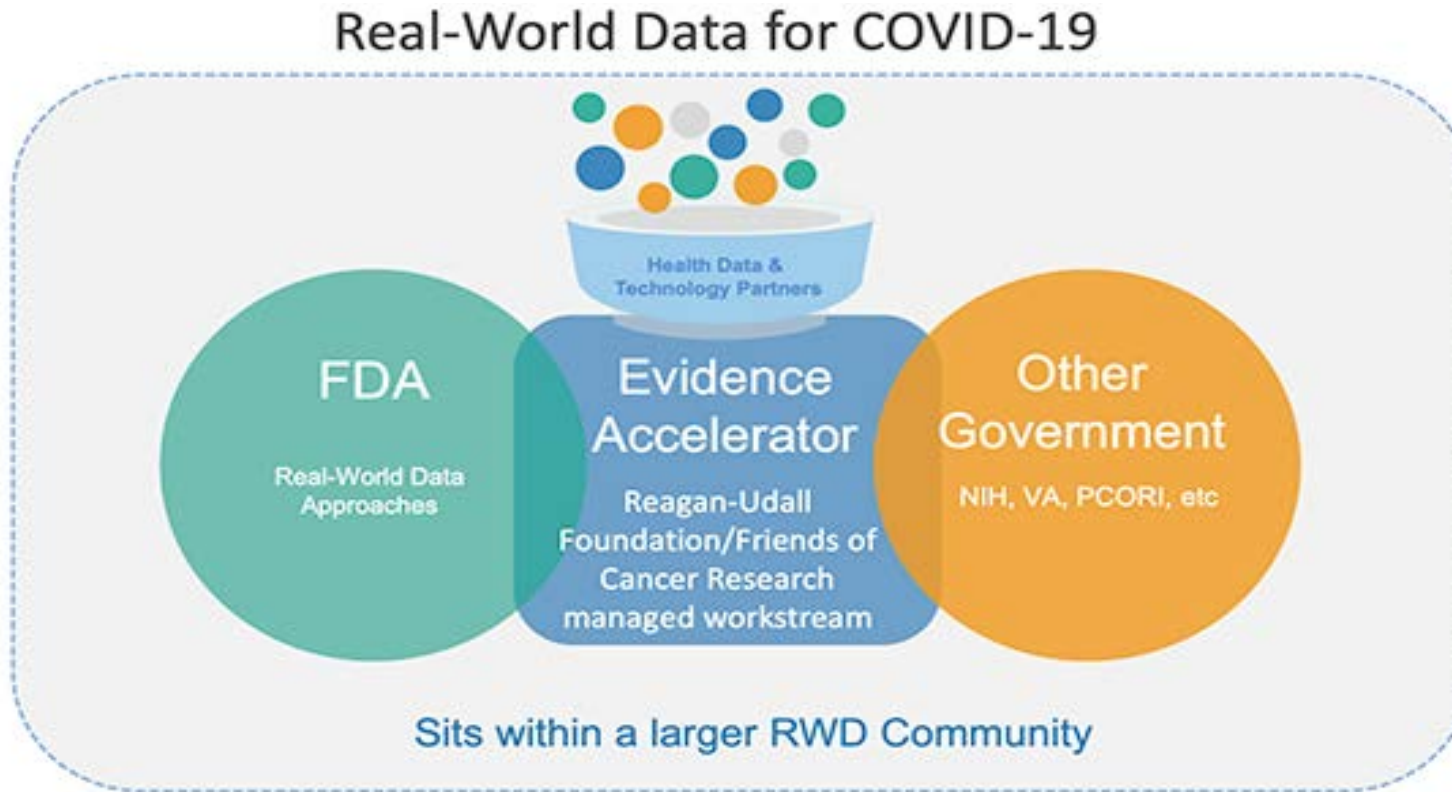 Real-World Data for COVID-19
Health Data &
Technology Partners
FDA
Real-World Data
Approaches
Evidence
Accelerator
Reagan-Udall
Foundation/Friends of
Cancer Research
managed workstream
Other
Government
NIH, VA, PCORI, etc
Sits within a larger RWD Community